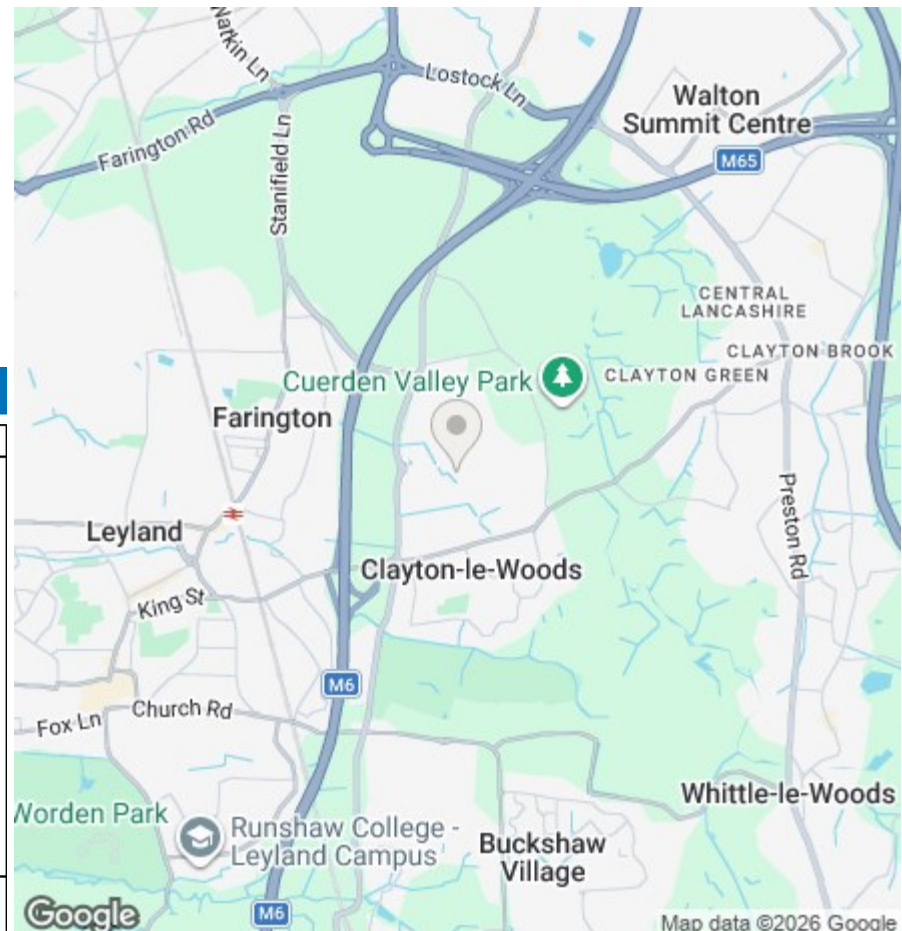 Watkin Ln
Lostock Ln
Walton
Summit Centre
Farington Rd
M65
Stanifield Ln
CENTRAL
LANCASHIRE
CLAYTON BROOK
Cuerden Valley Park
CLAYTON GREEN
Farington
Preston Rd
Leyland
Clayton-le-Woods
King St
M6
Church Rd
Fox Ln
Whittle-le-Woods
Worden Park
Runshaw College -
Leyland Campus
Buckshaw
Village
M6
Google
Map data ©2026 Google